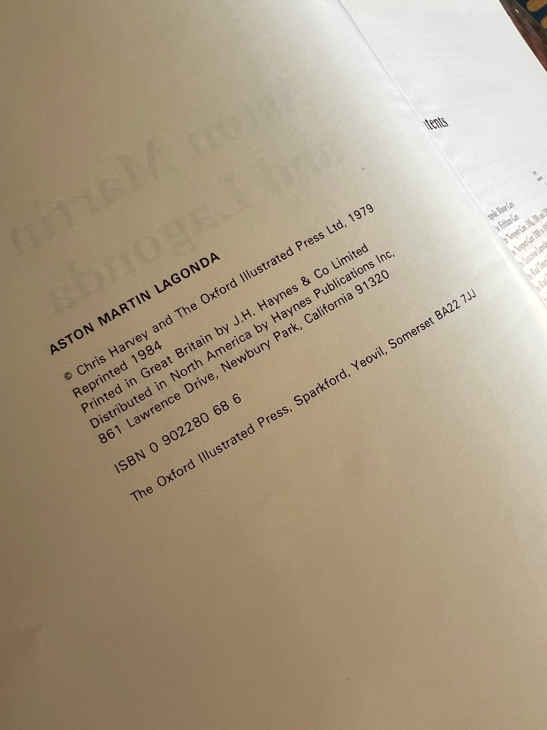 ASTON MARTIN LAGONDA
© Chris Harvey and The Oxford Illustrated Press Ltd, 1979
Reprinted 1984
Printed in Great Britain by J.H. Haynes & Co Limited
Distributed in North America by Haynes Publications Inc,
861 Lawrence Drive, Newbury Park, California 91320
ISBN 0 902280 68 6
The Oxford Illustrated Press, Sparkford, Yeovil, Somerset BA22 7JJ
tents